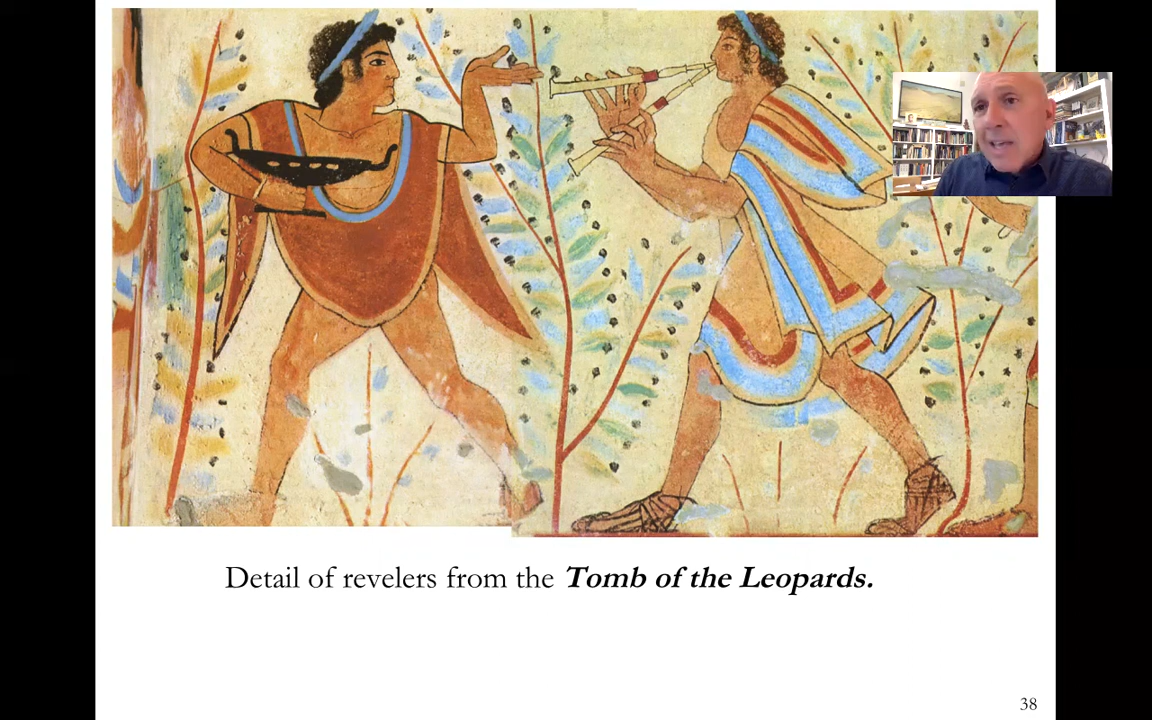 Detail of revelers from the Tomb of the Leopards.
38